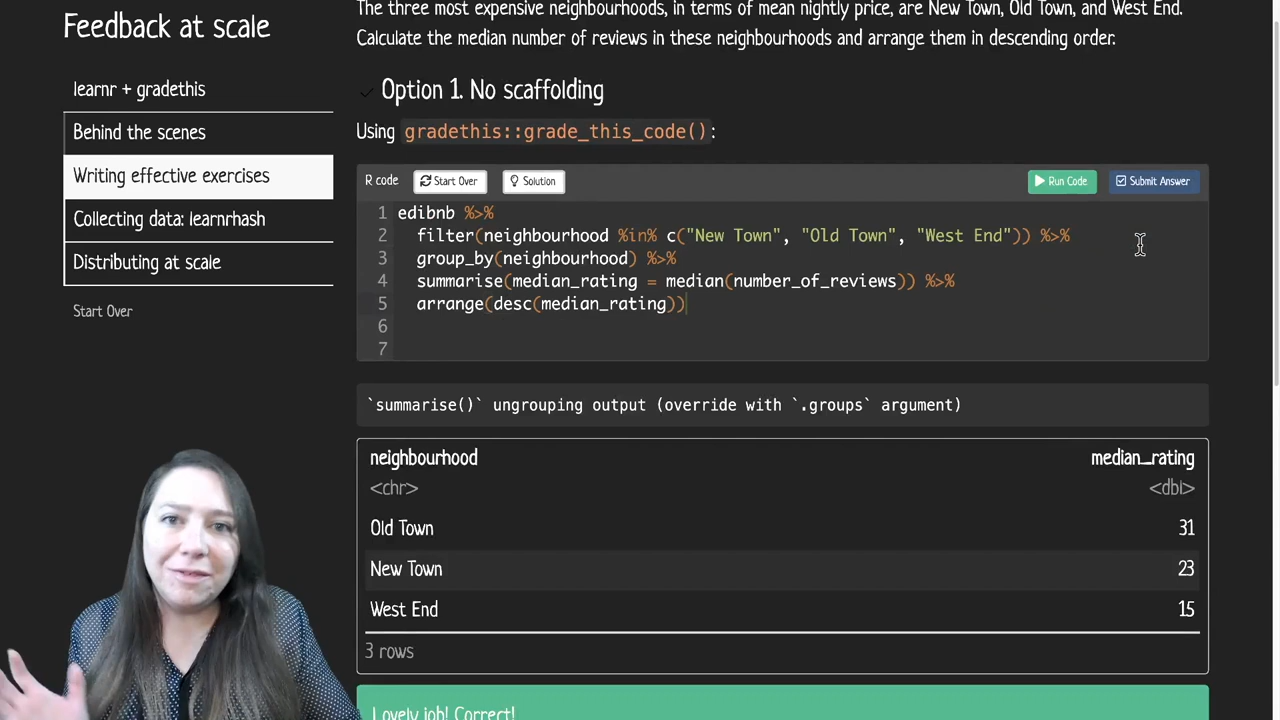 Feedback at scale
learnr + gradethis
Behind the scenes
Writing effective exercises
Collecting data: learnrhash
Distributing at scale
Start Over
The three most expensive neighbourhoods, in terms of mean nightly price, are New Town, Old Town, and West End.
Calculate the median number of reviews in these neighbourhoods and arrange them in descending order.
Option 1. No scaffolding
Using gradethis::grade_this_code():
R code Start Over Solution Run Code Submit Answer
1 edibnb %>%
2 filter(neighbourhood %in% c("New Town", "Old Town", "West End")) %>%
3 group_by(neighbourhood) %>%
4 summarise(median_rating = median(number_of_reviews)) %>%
5 arrange(desc(median_rating))
6
7
`summarise()` ungrouping output (override with `.groups` argument)
neighbourhood median_rating
<chr> <dbl>
Old Town 31
New Town 23
West End 15
3 rows
Lovely job! Correct!